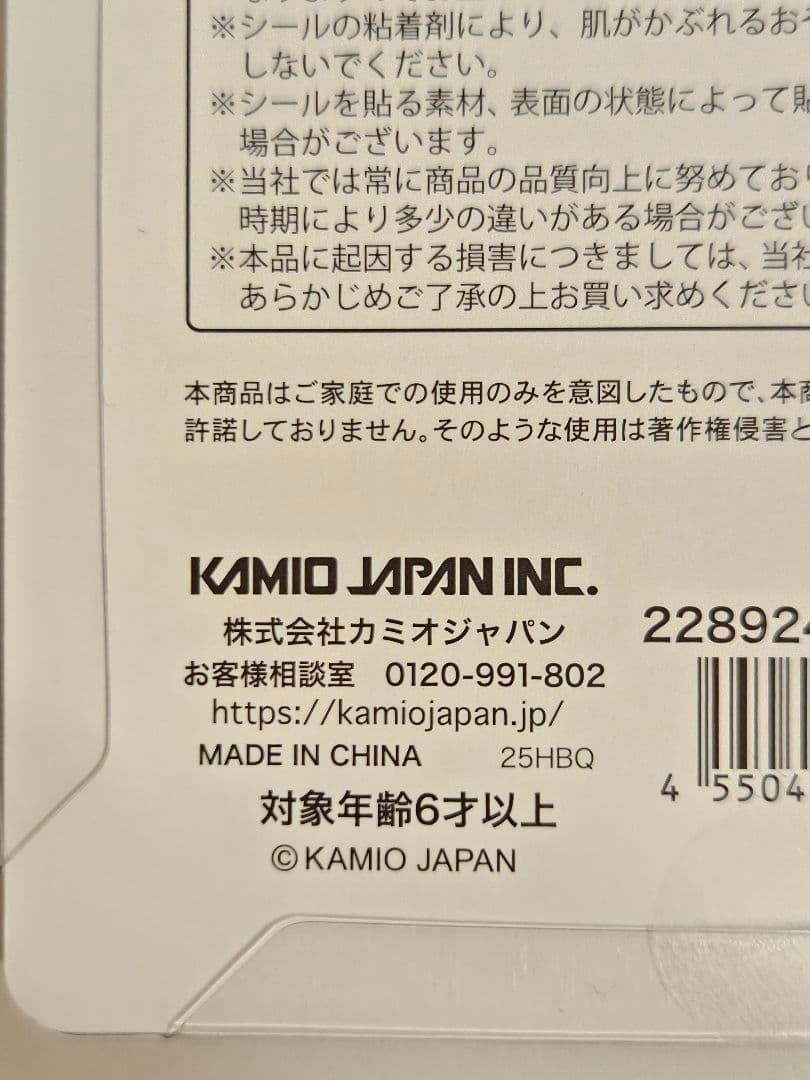 ※シールの粘着剤により、肌がかぶれるおそ
しないでください。
※シールを貼る素材、表面の状態によって貼
場合がございます。
※当社では常に商品の品質向上に努めており
時期により多少の違いがある場合がござい
※本品に起因する損害につきましては、当社
あらかじめご了承の上お買い求めください
本商品はご家庭での使用のみを意図したもので、本商
許諾しておりません。そのような使用は著作権侵害と
KAMIO JAPAN INC.
株式会社カミオジャパン
お客様相談室 0120-991-802
https://kamiojapan.jp/
MADE IN CHINA 25HBQ
対象年齢6才以上
©KAMIO JAPAN
228924
4 5504